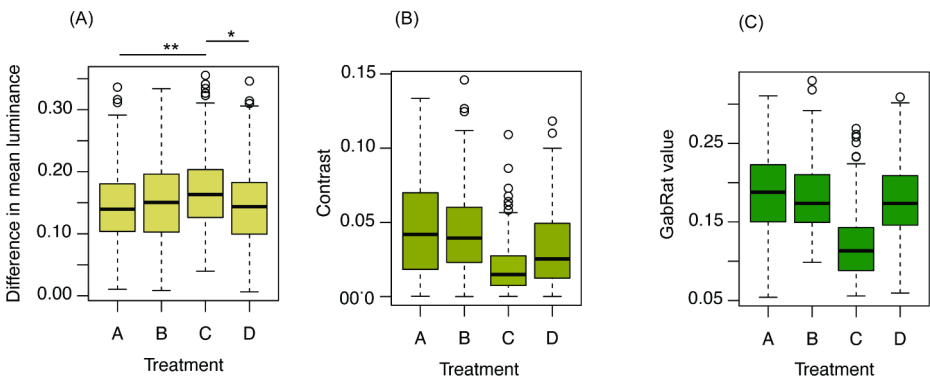 (A)
**
*
Difference in mean luminance
0.30
0.20
0.10
0.00
A B C D
Treatment
(B)
Contrast
0.15
0.10
0.05
0.00
A B C D
Treatment
(C)
GabRat value
0.25
0.15
0.05
A B C D
Treatment